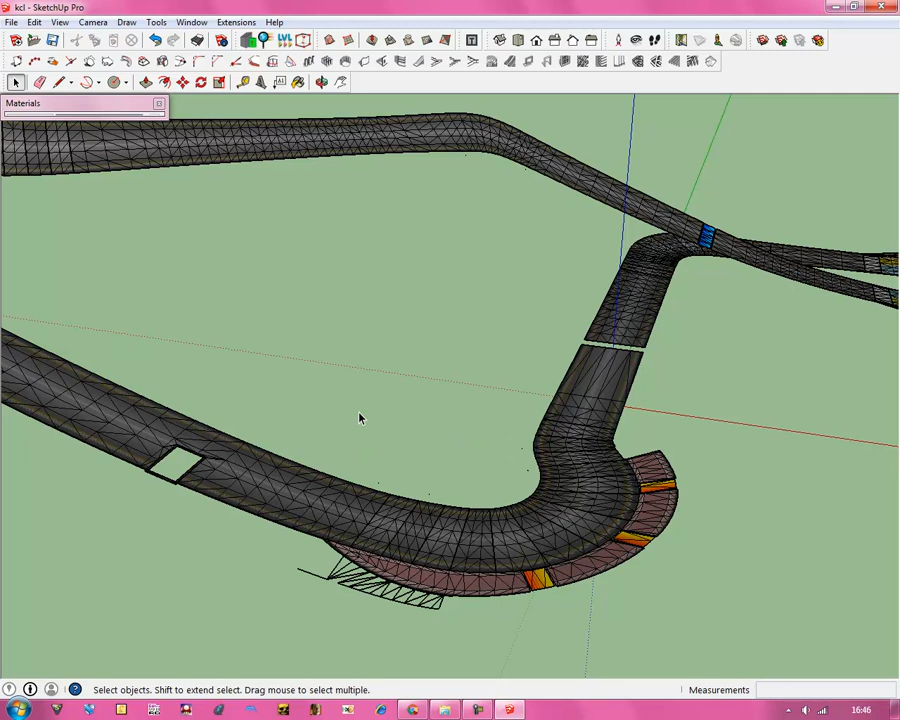 kcl - SketchUp Pro
File Edit View Camera Draw Tools Window Extensions Help
Materials
Select objects. Shift to extend select. Drag mouse to select multiple.
Measurements
16:46